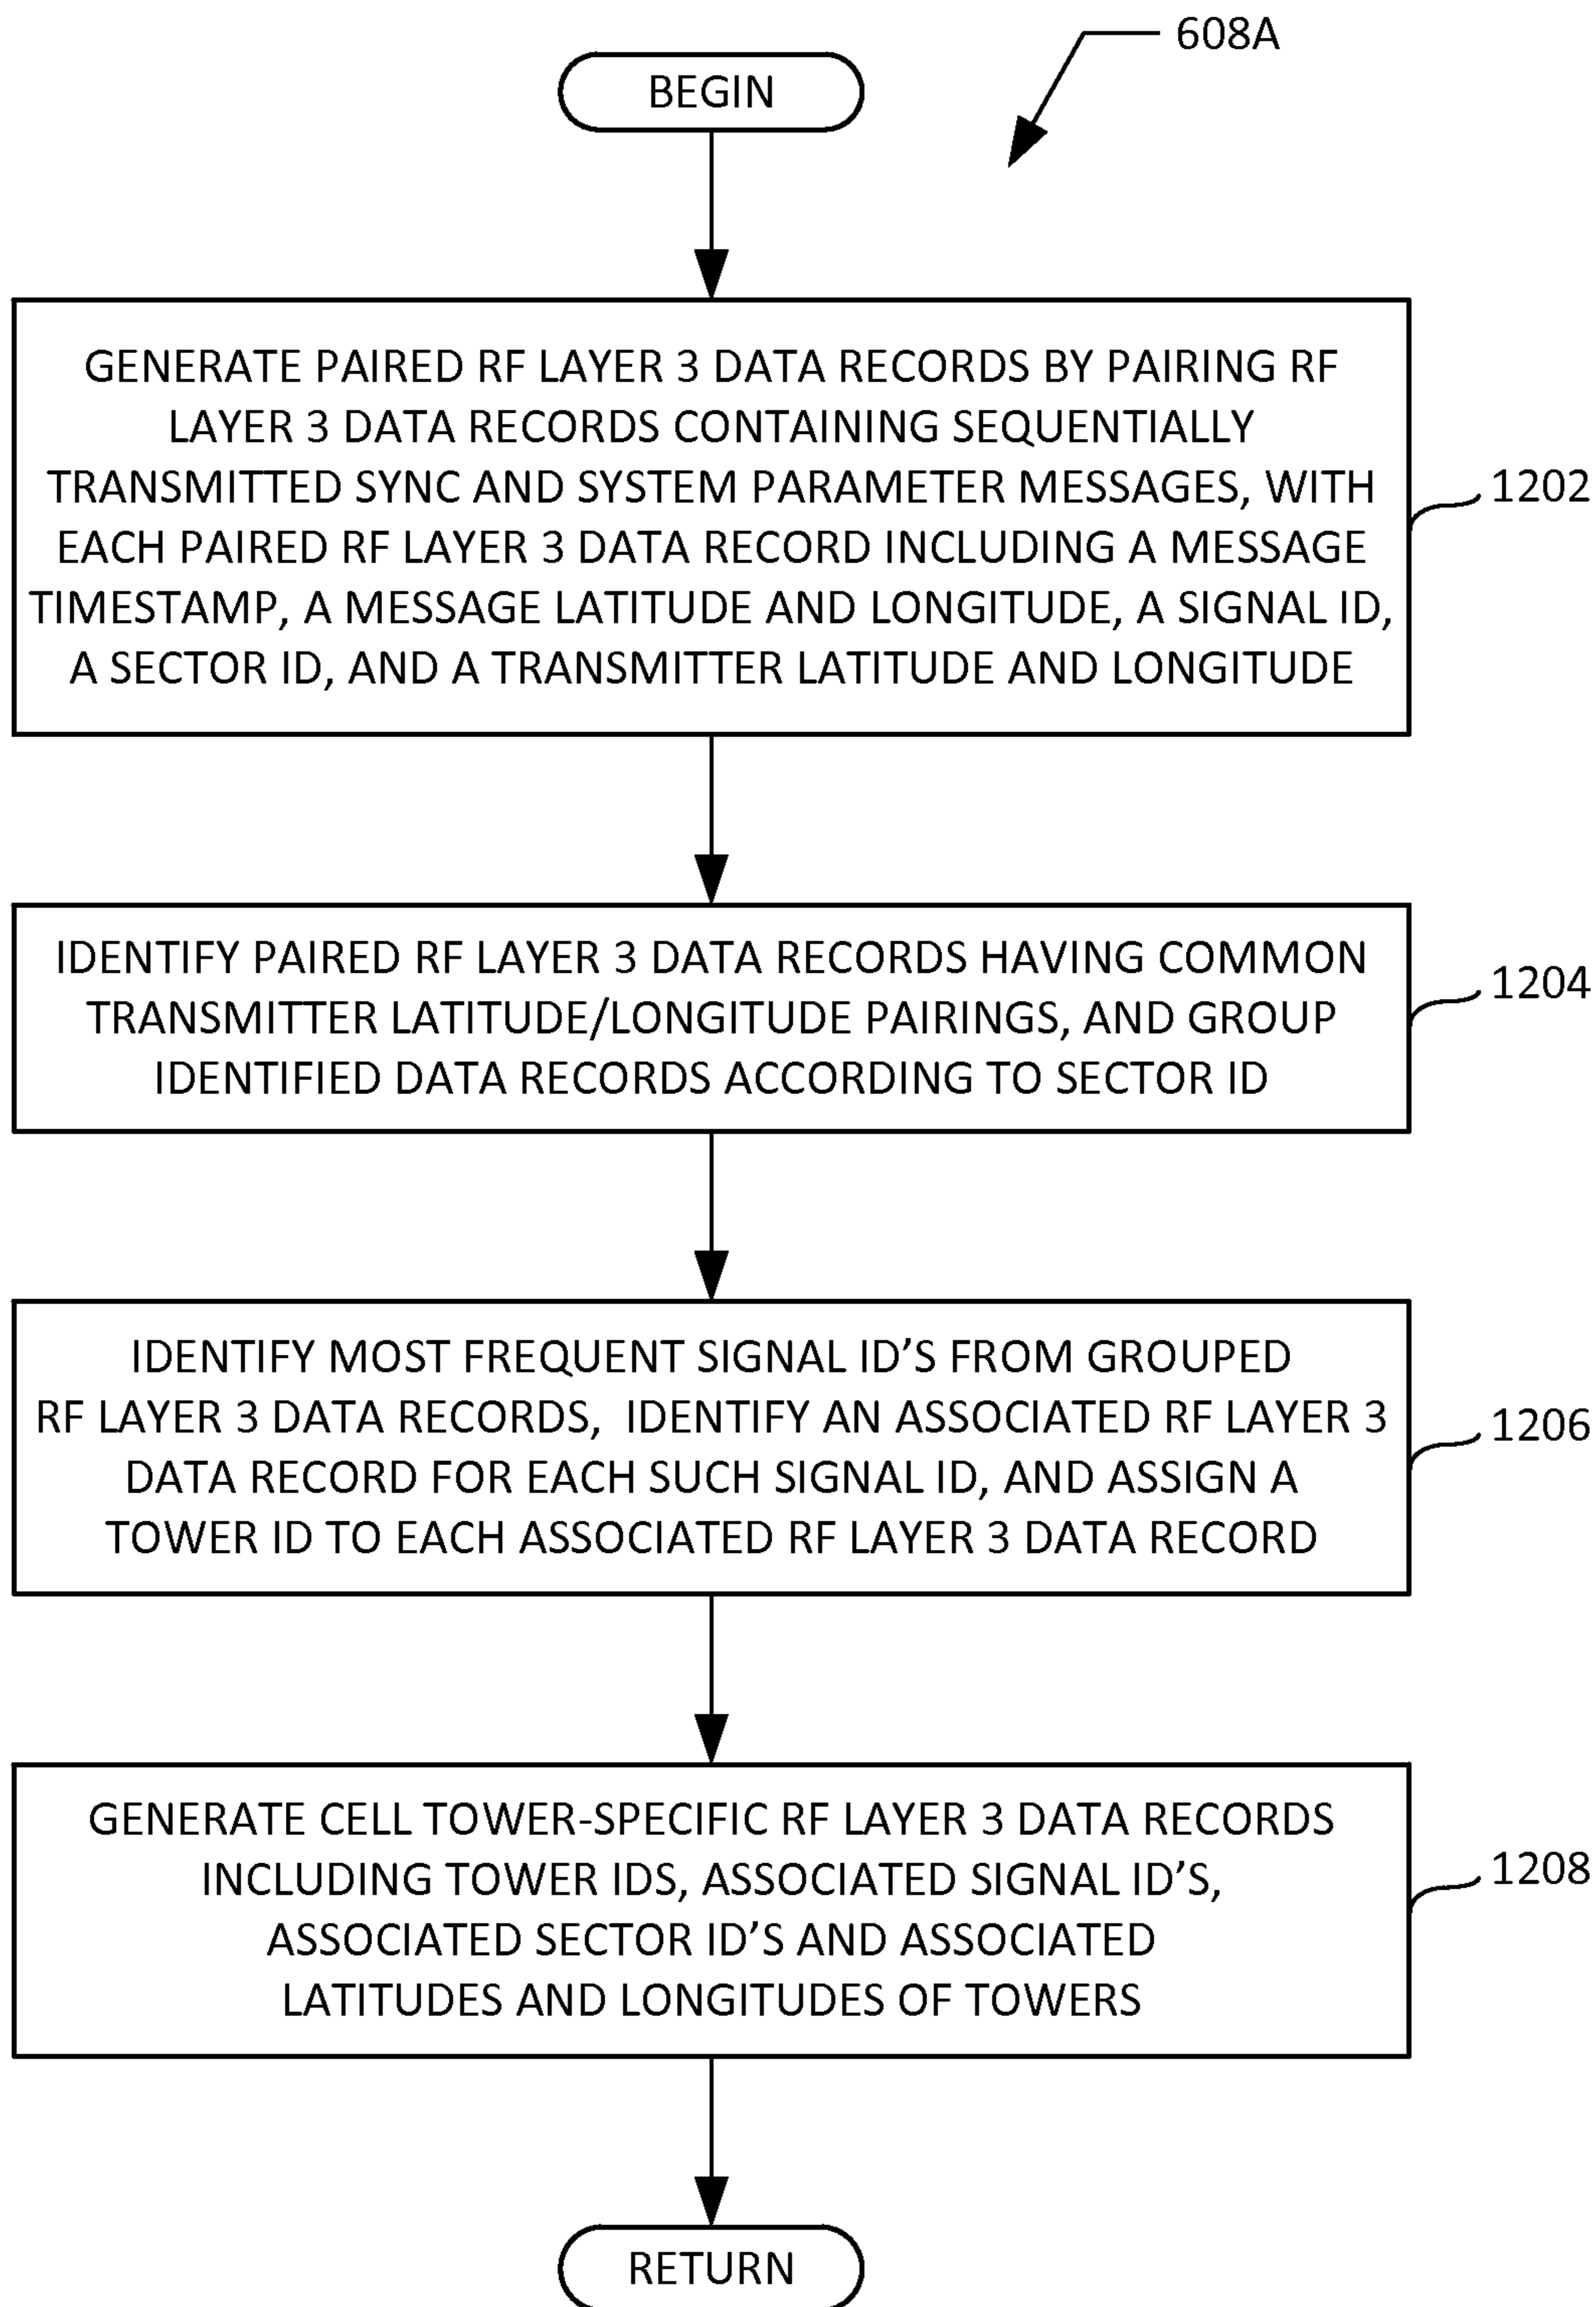 608A
BEGIN
GENERATE PAIRED RF LAYER 3 DATA RECORDS BY PAIRING RF
LAYER 3 DATA RECORDS CONTAINING SEQUENTIALLY
TRANSMITTED SYNC AND SYSTEM PARAMETER MESSAGES, WITH
EACH PAIRED RF LAYER 3 DATA RECORD INCLUDING A MESSAGE
TIMESTAMP, A MESSAGE LATITUDE AND LONGITUDE, A SIGNAL ID,
A SECTOR ID, AND A TRANSMITTER LATITUDE AND LONGITUDE
1202
IDENTIFY PAIRED RF LAYER 3 DATA RECORDS HAVING COMMON
TRANSMITTER LATITUDE/LONGITUDE PAIRINGS, AND GROUP
IDENTIFIED DATA RECORDS ACCORDING TO SECTOR ID
1204
IDENTIFY MOST FREQUENT SIGNAL ID'S FROM GROUPED
RF LAYER 3 DATA RECORDS, IDENTIFY AN ASSOCIATED RF LAYER 3
DATA RECORD FOR EACH SUCH SIGNAL ID, AND ASSIGN A
TOWER ID TO EACH ASSOCIATED RF LAYER 3 DATA RECORD
1206
GENERATE CELL TOWER-SPECIFIC RF LAYER 3 DATA RECORDS
INCLUDING TOWER IDS, ASSOCIATED SIGNAL ID'S,
ASSOCIATED SECTOR ID'S AND ASSOCIATED
LATITUDES AND LONGITUDES OF TOWERS
1208
RETURN